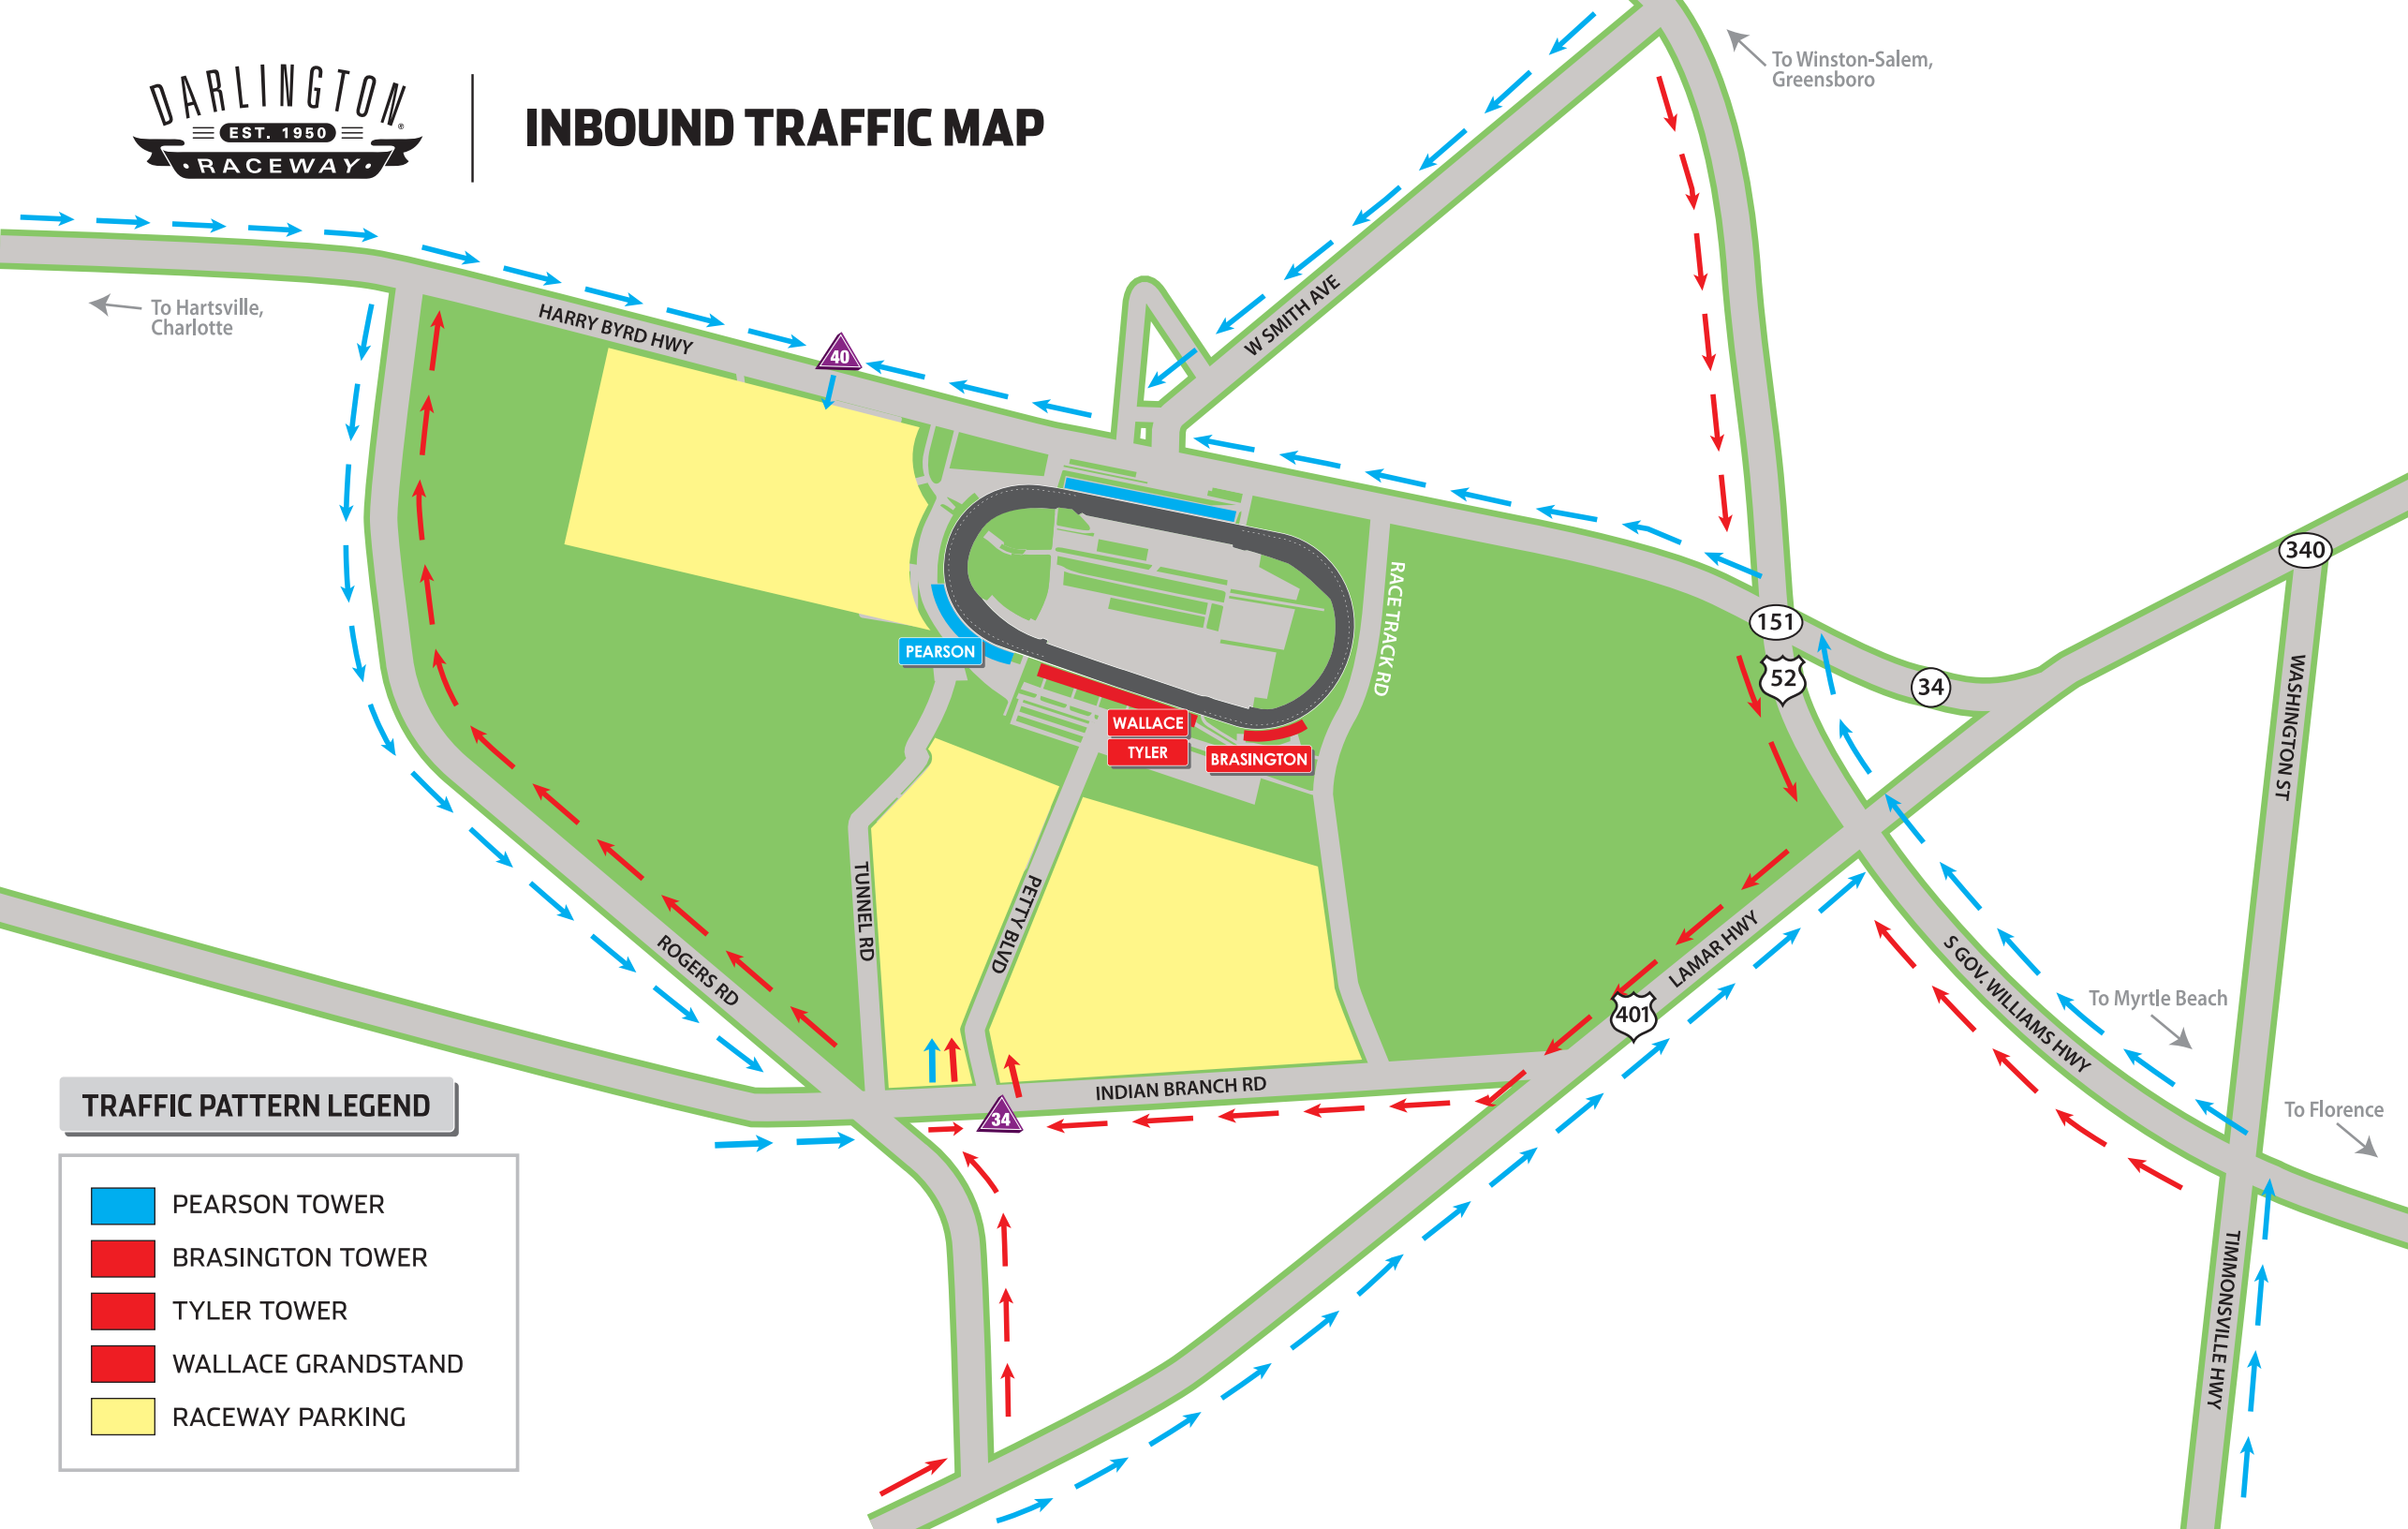 DARLINGTON®
EST. 1950
RACEWAY
INBOUND TRAFFIC MAP
To Winston-Salem,
Greensboro
To Hartsville,
Charlotte
HARRY BYRD HWY
40
W SMITH AVE
RACE TRACK RD
340
151
52
34
WASHINGTON ST
PEARSON
WALLACE
TYLER
BRASINGTON
TUNNEL RD
PETTY BLVD
ROGERS RD
LAMAR HWY
401
S GOV. WILLIAMS HWY
To Myrtle Beach
To Florence
INDIAN BRANCH RD
34
TIMMONSVILLE HWY
TRAFFIC PATTERN LEGEND
PEARSON TOWER
BRASINGTON TOWER
TYLER TOWER
WALLACE GRANDSTAND
RACEWAY PARKING